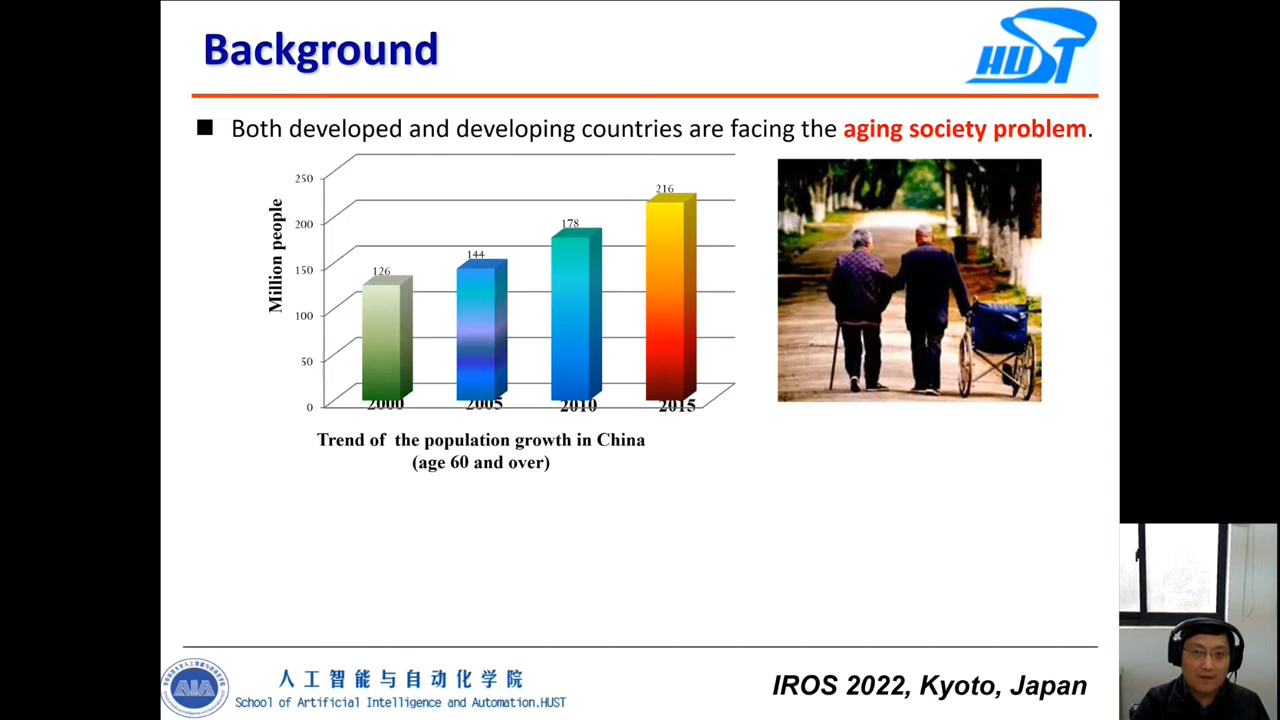 Background
HUST
■ Both developed and developing countries are facing the aging society problem.
Million people
250
200
150
100
50
0
126
144
178
216
2000
2005
2010
2015
Trend of the population growth in China
(age 60 and over)
AIA
人工智能与自动化学院
School of Artificial Intelligence and Automation.HUST
IROS 2022, Kyoto, Japan